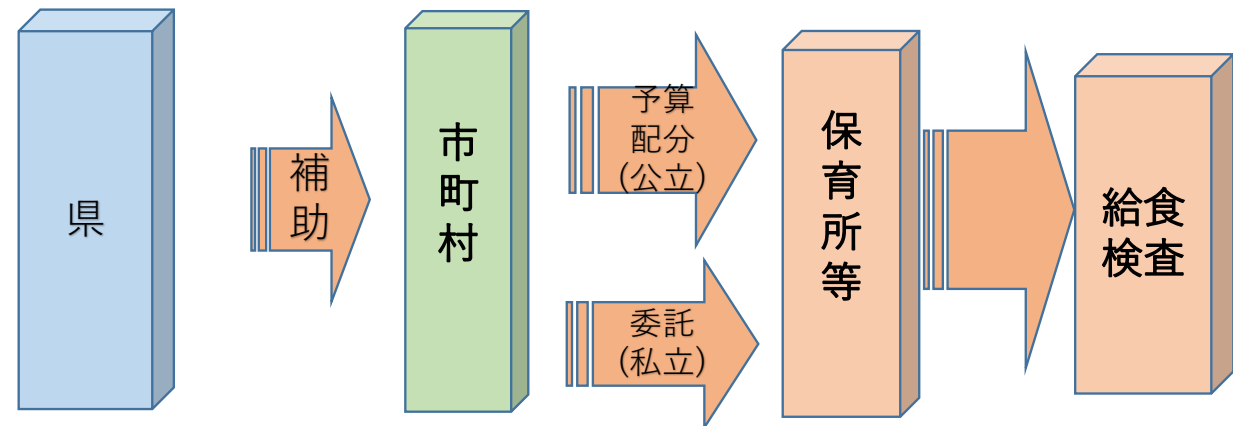 県
補助
市町村
予算
配分
(公立)
委託
(私立)
保育所等
給食
検査